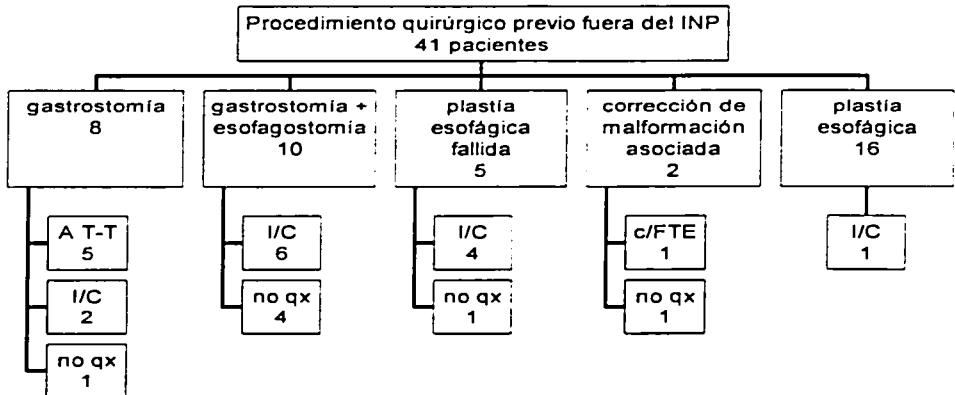 Procedimiento quirúrgico previo fuera del INP
41 pacientes
gastrostomía
8
gastrostomía +
esofagostomía
10
plastía
esofágica
fallida
5
corrección de
malformación
asociada
2
plastía
esofágica
16
A T-T
5
I/C
2
no qx
1
I/C
6
no qx
4
I/C
4
no qx
1
c/FTE
1
no qx
1
I/C
1